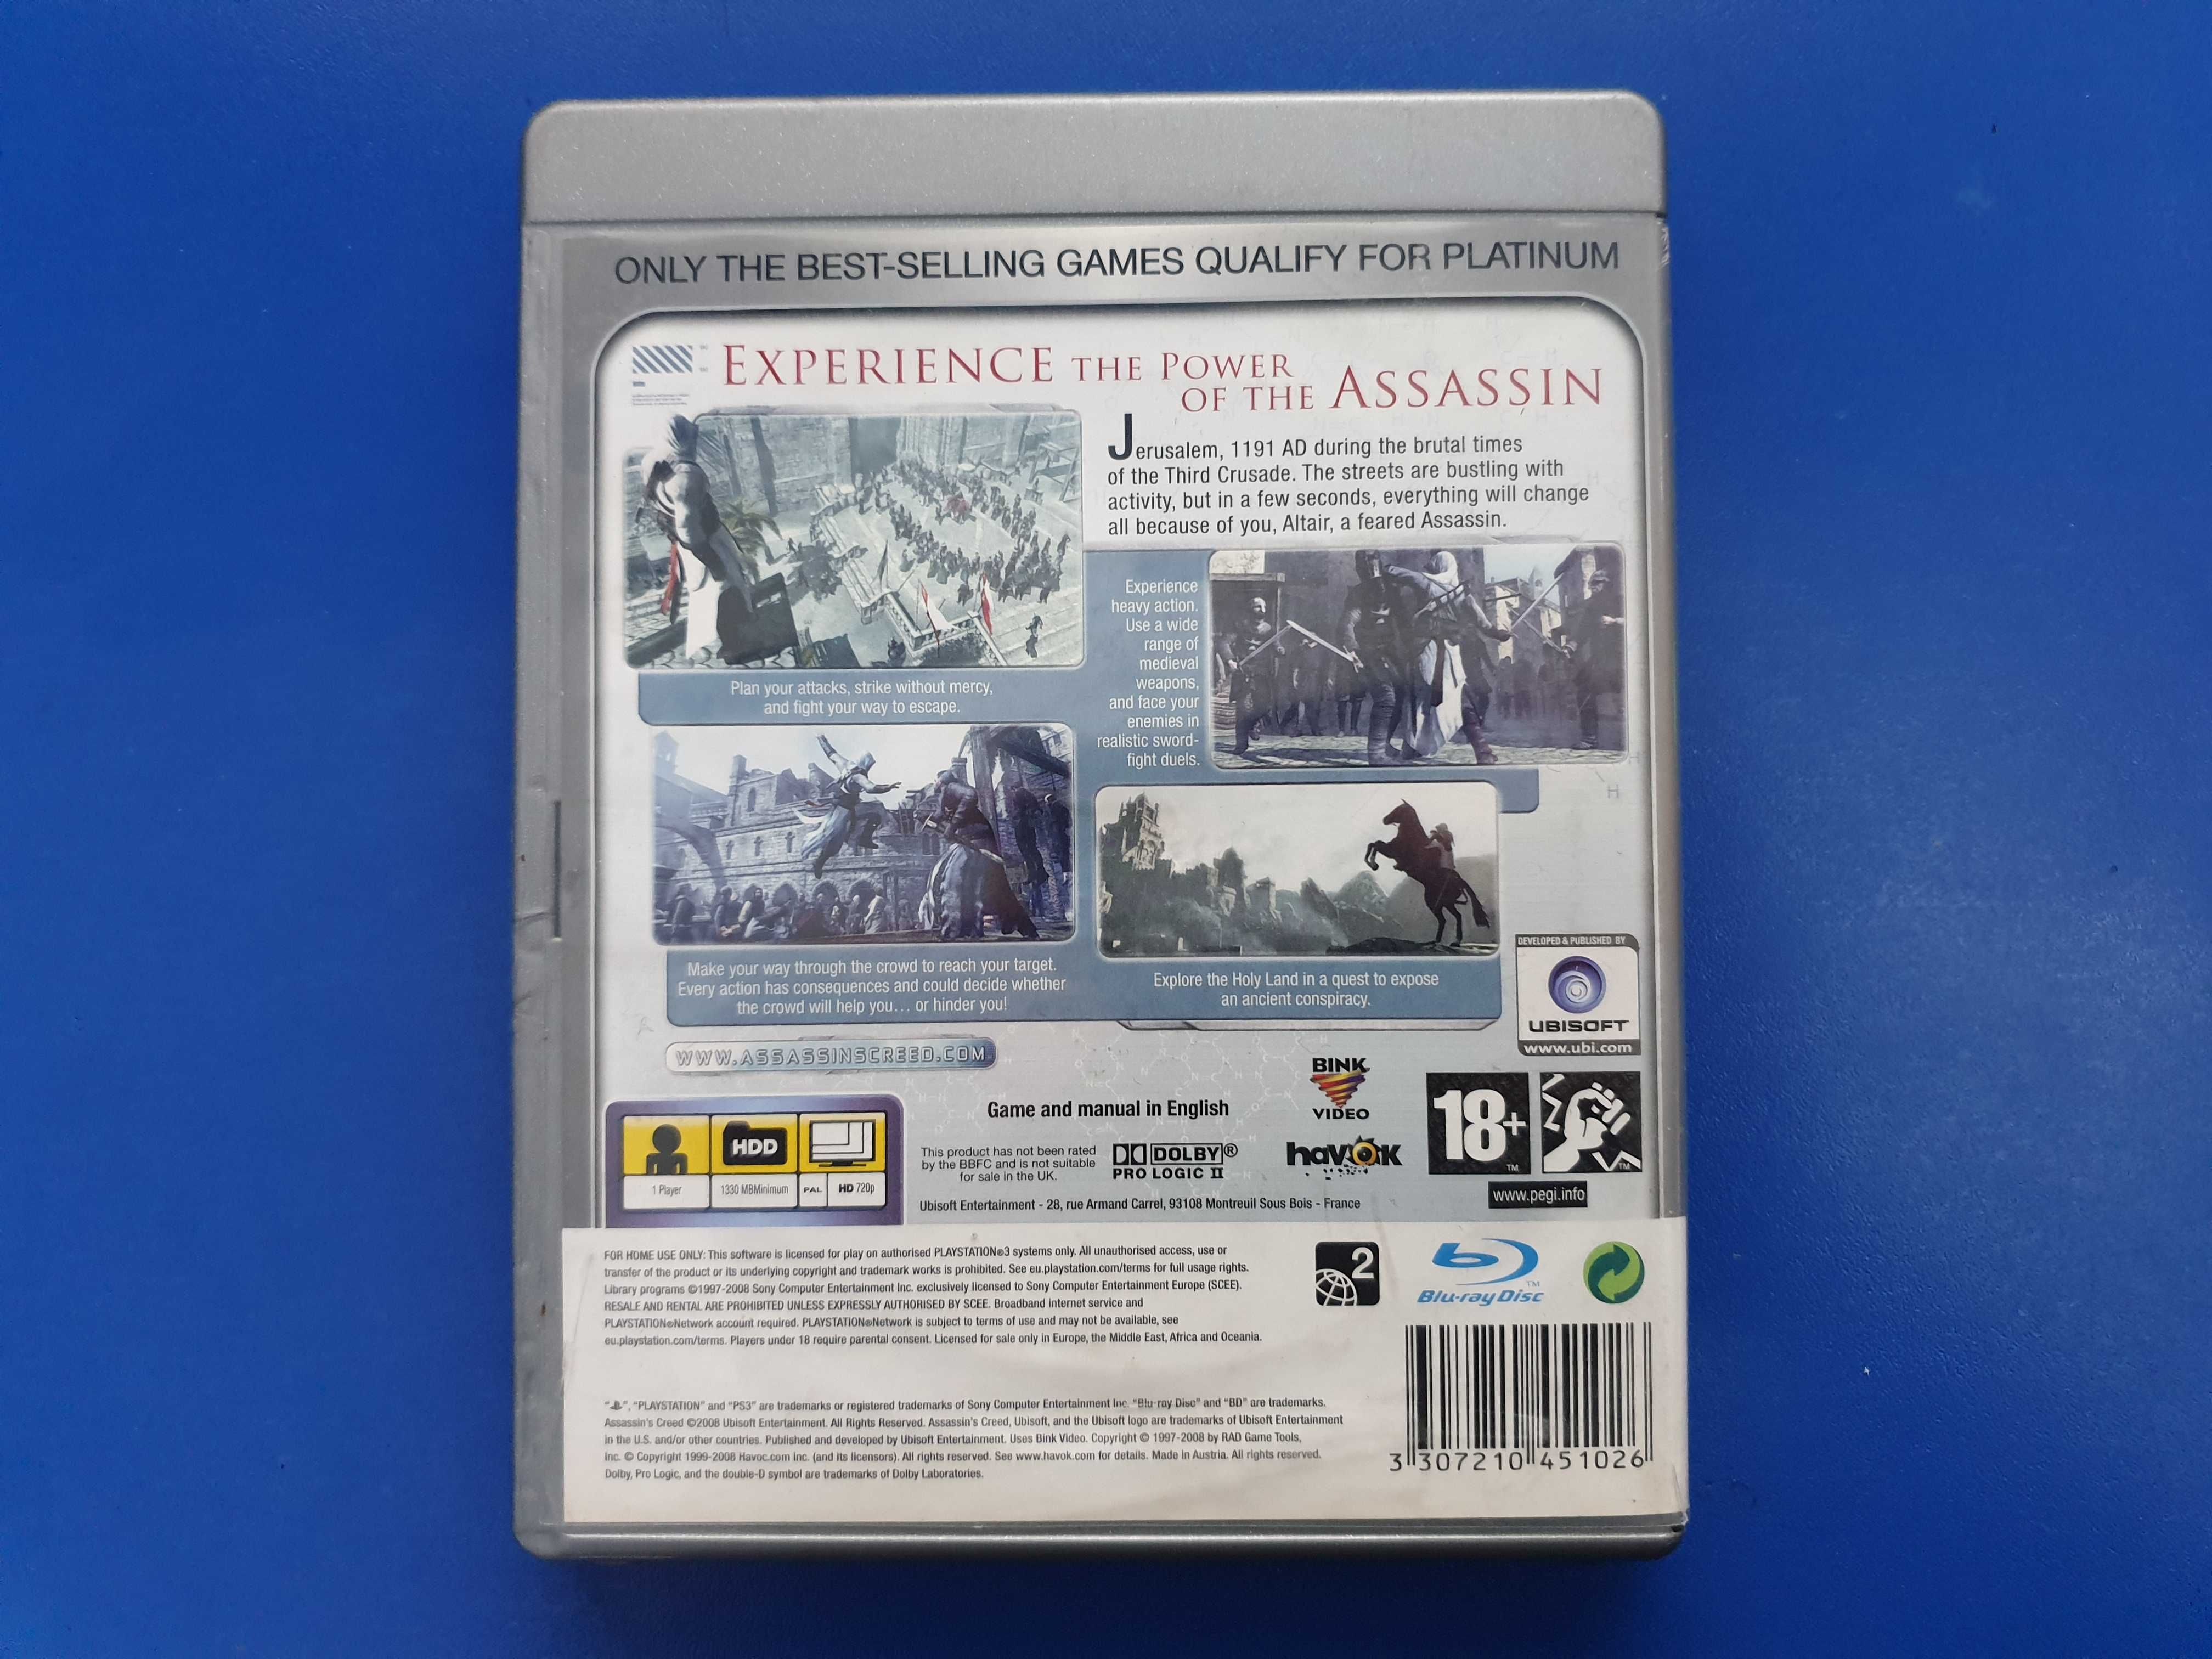 ONLY THE BEST-SELLING GAMES QUALIFY FOR PLATINUM
EXPERIENCE THE POWER
OF THE ASSASSIN
Jerusalem, 1191 AD during the brutal times
of the Third Crusade. The streets are bustling with
activity, but in a few seconds, everything will change
all because of you, Altair, a feared Assassin.
Plan your attacks, strike without mercy,
and fight your way to escape.
Experience
heavy action.
Use a wide
range of
medieval
weapons,
and face your
enemies in
realistic sword-
fight duels.
Make your way through the crowd to reach your target.
Every action has consequences and could decide whether
the crowd will help you... or hinder you!
Explore the Holy Land in a quest to expose
an ancient conspiracy.
DEVELOPED & PUBLISHED BY
UBISOFT
www.ubi.com
WWW.ASSASSINSCREED.COM
BINK
VIDEO
Game and manual in English
This product has not been rated
by the BBFC and is not suitable
for sale in the UK.
DOLBY®
PRO LOGIC II
havok
18+
TM
TM
www.pegi.info
HDD
1 Player
1330 MBMinimum
PAL
HD 720p
Ubisoft Entertainment - 28, rue Armand Carrel, 93108 Montreuil Sous Bois - France
FOR HOME USE ONLY: This software is licensed for play on authorised PLAYSTATION®3 systems only. All unauthorised access, use or
transfer of the product or its underlying copyright and trademark works is prohibited. See eu.playstation.com/terms for full usage rights.
Library programs ©1997-2008 Sony Computer Entertainment Inc. exclusively licensed to Sony Computer Entertainment Europe (SCEE).
RESALE AND RENTAL ARE PROHIBITED UNLESS EXPRESSLY AUTHORISED BY SCEE. Broadband internet service and
PLAYSTATION®Network account required. PLAYSTATION®Network is subject to terms of use and may not be available, see
eu.playstation.com/terms. Players under 18 require parental consent. Licensed for sale only in Europe, the Middle East, Africa and Oceania.
2
Blu-ray Disc
TM
"", "PLAYSTATION" and "PS3" are trademarks or registered trademarks of Sony Computer Entertainment Inc. "Blu-ray Disc" and "BD" are trademarks.
Assassin's Creed ©2008 Ubisoft Entertainment. All Rights Reserved. Assassin's Creed, Ubisoft, and the Ubisoft logo are trademarks of Ubisoft Entertainment
in the U.S. and/or other countries. Published and developed by Ubisoft Entertainment. Uses Bink Video. Copyright © 1997-2008 by RAD Game Tools,
Inc. © Copyright 1999-2008 Havok.com Inc. (and its licensors). All rights reserved. See www.havok.com for details. Made in Austria. All rights reserved.
Dolby, Pro Logic, and the double-D symbol are trademarks of Dolby Laboratories.
3 307210 451026